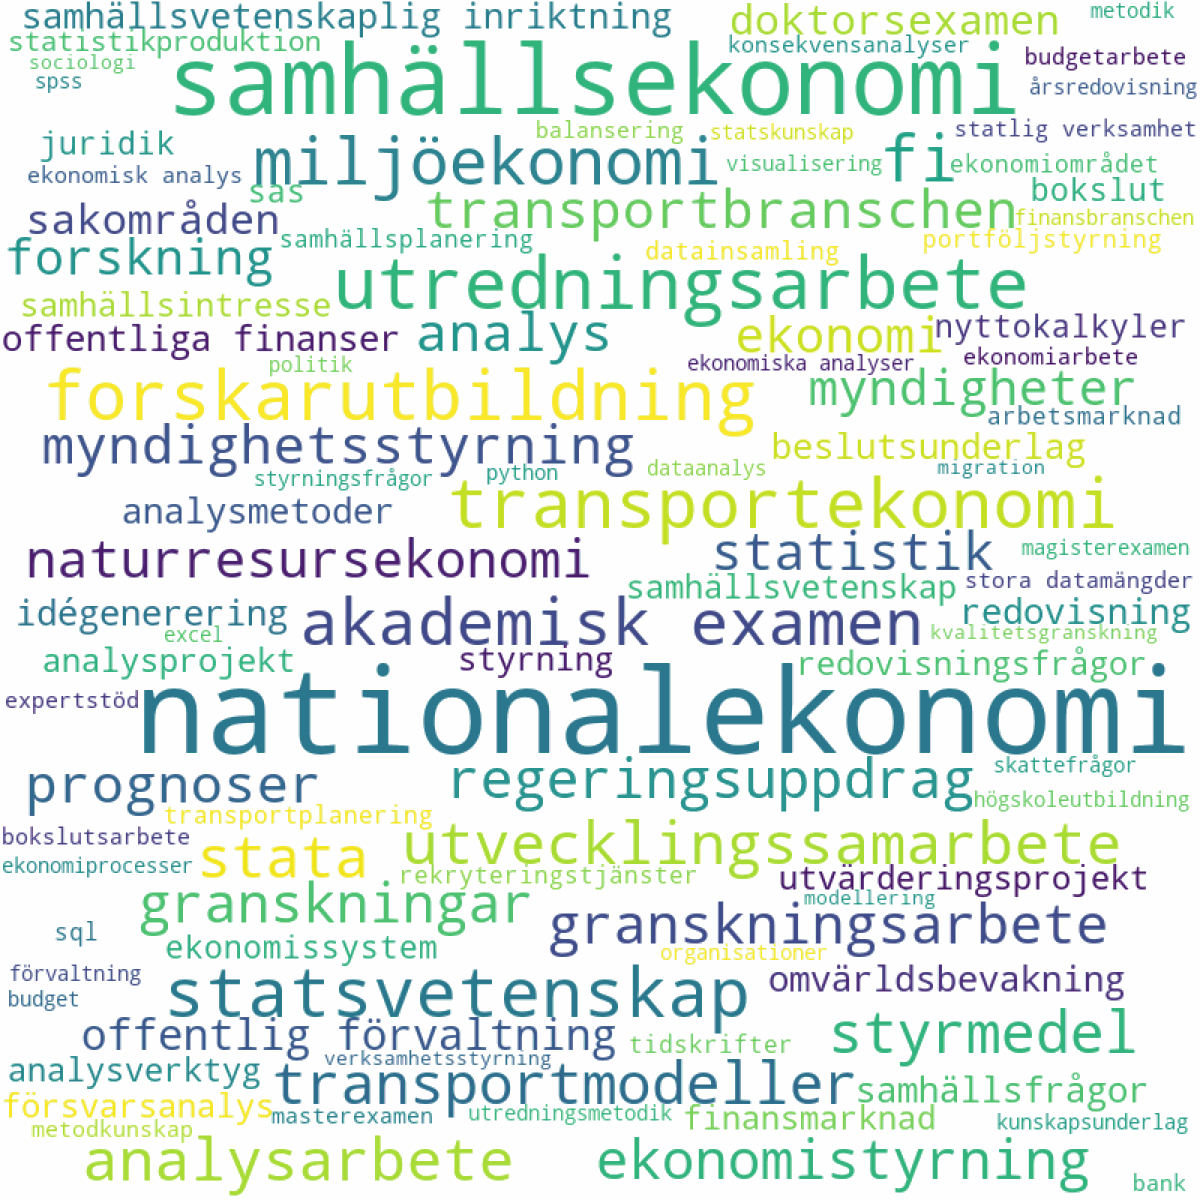 samhällsvetenskaplig inriktning
doktorsexamen
metodik
statistikproduktion
konsekvensanalyser
samhällsekonomi
budgetarbete
sociologi
spss
årsredovisning
juridik
balansering
statskunskap
statlig verksamhet
miljöekonomi
visualisering
fi
ekonomiområdet
ekonomisk analys
sas
bokslut
sakområden
transportbranschen
finansbranschen
forskning
samhällsplanering
datainsamling
portföljstyrning
utredningsarbete
samhällsintresse
offentliga finanser
analys
ekonomi
nyttokalkyler
politik
ekonomiska analyser
ekonomiarbete
forskarutbildning
myndigheter
arbetsmarknad
myndighetsstyrning
beslutsunderlag
styrningsfrågor
python
dataanalys
migration
analysmetoder
transportekonomi
naturresursekonomi
statistik
magisterexamen
samhällsvetenskap
stora datamängder
idégenerering
akademisk examen
redovisning
excel
kvalitetsgranskning
analysprojekt
styrning
redovisningsfrågor
expertstöd
nationalekonomi
prognoser
regeringsuppdrag
skattefrågor
högskoleutbildning
transportplanering
bokslutsarbete
utvecklingssamarbete
ekonomiprocesser
stata
rekryteringstjänster
utvärderingsprojekt
modellering
granskningar
granskningsarbete
sql
ekonomissystem
organisationer
förvaltning
omvärldsbevakning
budget
statsvetenskap
offentlig förvaltning
tidskrifter
styrmedel
verksamhetsstyrning
analysverktyg
transportmodeller
samhällsfrågor
försvarsanalys
masterexamen
utredningsmetodik
finansmarknad
kunskapsunderlag
metodkunskap
analysarbete
ekonomistyrning
bank